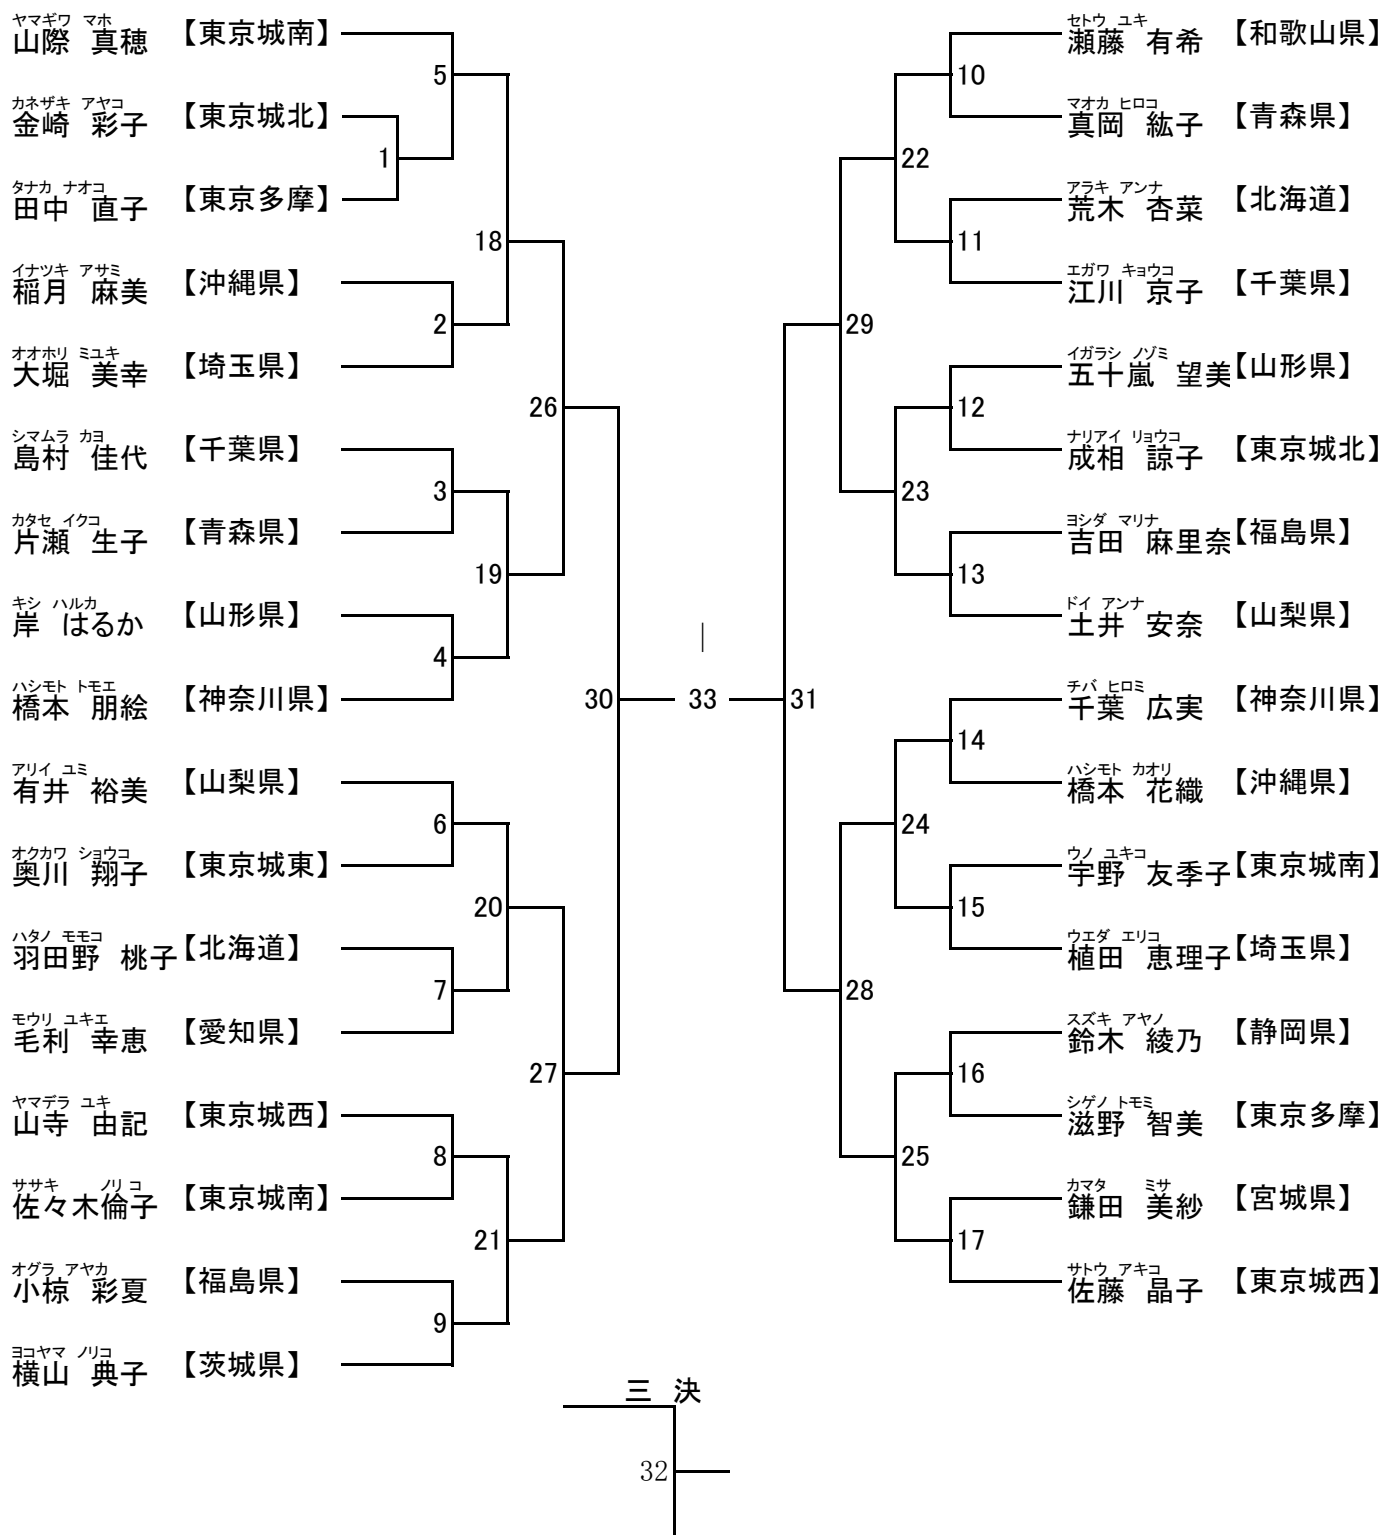 ヤマギワ マホ
山際 真穂 【東京城南】
5
カネザキ アヤコ
金崎 彩子 【東京城北】
1
タナカ ナオコ
田中 直子 【東京多摩】
18
イナツキ アサミ
稲月 麻美 【沖縄県】
2
オオホリ ミユキ
大堀 美幸 【埼玉県】
26
シマムラ カヨ
島村 佳代 【千葉県】
3
カタセ イクコ
片瀬 生子 【青森県】
19
キシ ハルカ
岸 はるか 【山形県】
4
ハシモト トモエ
橋本 朋絵 【神奈川県】
30
アリイ ユミ
有井 裕美 【山梨県】
6
オクカワ ショウコ
奥川 翔子 【東京城東】
20
ハタノ モモコ
羽田野 桃子 【北海道】
7
モウリ ユキエ
毛利 幸恵 【愛知県】
27
ヤマデラ ユキ
山寺 由記 【東京城西】
8
ササキ ノリコ
佐々木倫子 【東京城南】
21
オグラ アヤカ
小椋 彩夏 【福島県】
9
ヨコヤマ ノリコ
横山 典子 【茨城県】
|
33
セトウ ユキ
瀬藤 有希 【和歌山県】
10
マオカ ヒロコ
真岡 紘子 【青森県】
22
アラキ アンナ
荒木 杏菜 【北海道】
11
エガワ キョウコ
江川 京子 【千葉県】
29
イガラシ ノゾミ
五十嵐 望美 【山形県】
12
ナリアイ リョウコ
成相 諒子 【東京城北】
23
ヨシダ マリナ
吉田 麻里奈 【福島県】
13
ドイ アンナ
土井 安奈 【山梨県】
31
チバ ヒロミ
千葉 広実 【神奈川県】
14
ハシモト カオリ
橋本 花織 【沖縄県】
24
ウノ ユキコ
宇野 友季子 【東京城南】
15
ウエダ エリコ
植田 恵理子 【埼玉県】
28
スズキ アヤノ
鈴木 綾乃 【静岡県】
16
シゲノ トモミ
滋野 智美 【東京多摩】
25
カマタ ミサ
鎌田 美紗 【宮城県】
17
サトウ アキコ
佐藤 晶子 【東京城西】
三 決
32